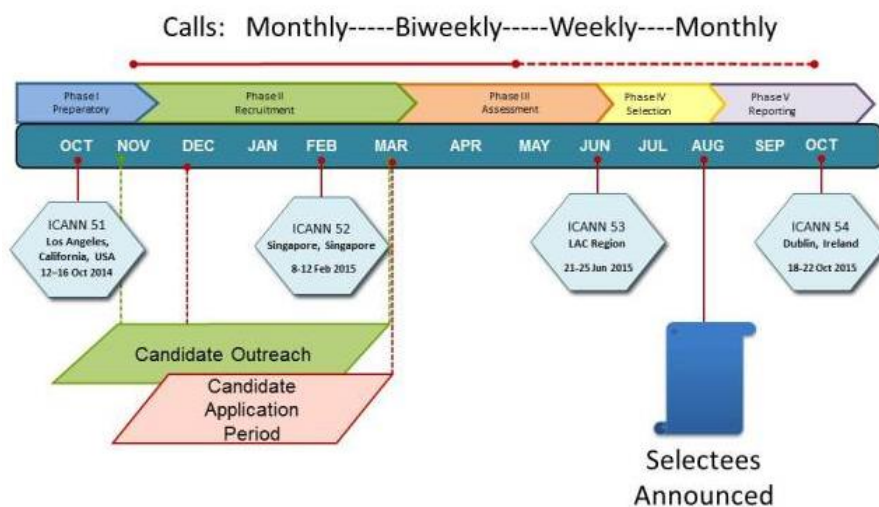 Calls: Monthly-----Biweekly-----Weekly----Monthly
Phase I
Preparatory
Phase II
Recruitment
Phase III
Assessment
Phase IV
Selection
Phase V
Reporting
OCT NOV DEC JAN FEB MAR APR MAY JUN JUL AUG SEP OCT
ICANN 51
Los Angeles,
California, USA
12–16 Oct 2014
ICANN 52
Singapore, Singapore
8-12 Feb 2015
ICANN 53
LAC Region
21-25 Jun 2015
ICANN 54
Dublin, Ireland
18-22 Oct 2015
Candidate Outreach
Candidate
Application
Period
Selectees
Announced